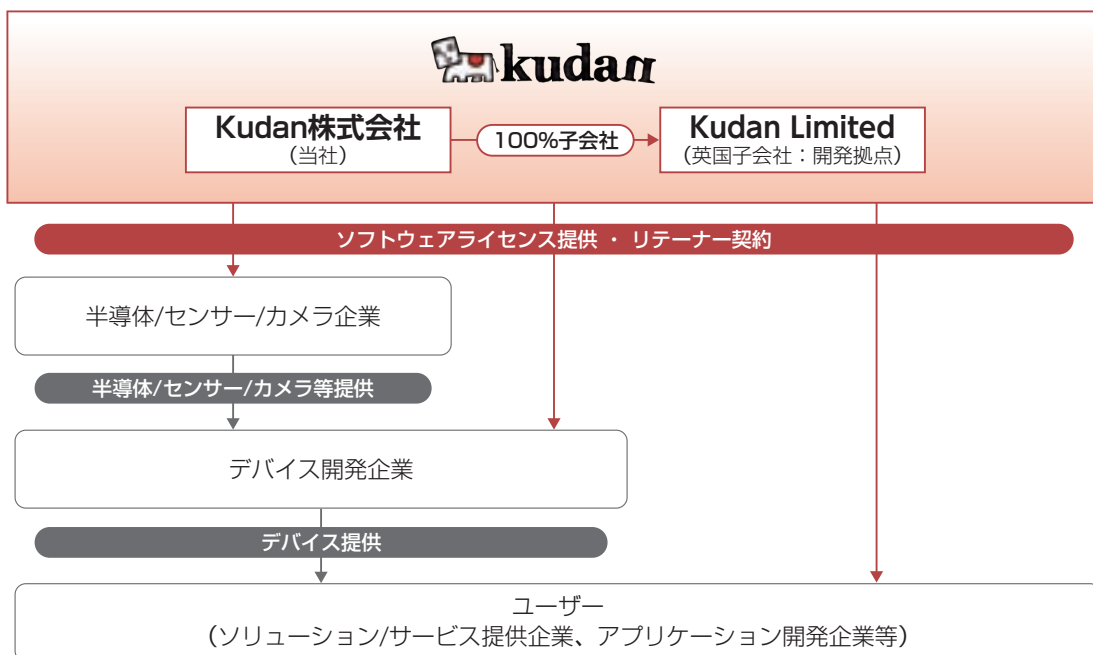 kudan
Kudan株式会社
(当社)
100%子会社
Kudan Limited
(英国子会社：開発拠点)
ソフトウェアライセンス提供 ・ リテーナー契約
半導体/センサー/カメラ企業
半導体/センサー/カメラ等提供
デバイス開発企業
デバイス提供
ユーザー
(ソリューション/サービス提供企業、アプリケーション開発企業等)